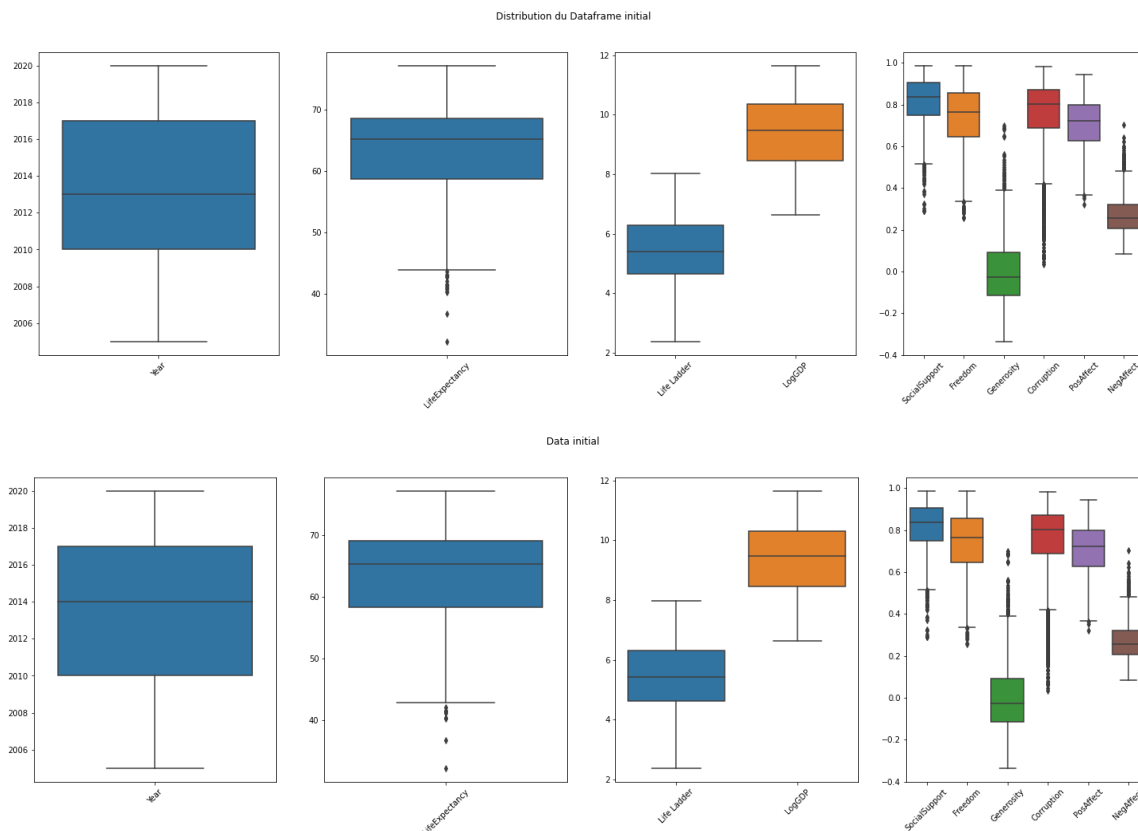 Distribution du Dataframe initial
2020
2018
2016
2014
2012
2010
2008
2006
Year
70
60
50
40
LifeExpectancy
12
10
8
6
4
2
Life Ladder
LogGDP
1.0
0.8
0.6
0.4
0.2
0.0
−0.2
−0.4
SocialSupport
Freedom
Generosity
Corruption
PosAffect
NegAffect
Data initial
2020
2018
2016
2014
2012
2010
2008
2006
Year
70
60
50
40
LifeExpectancy
12
10
8
6
4
2
Life Ladder
LogGDP
1.0
0.8
0.6
0.4
0.2
0.0
−0.2
−0.4
SocialSupport
Freedom
Generosity
Corruption
PosAffect
NegAffect